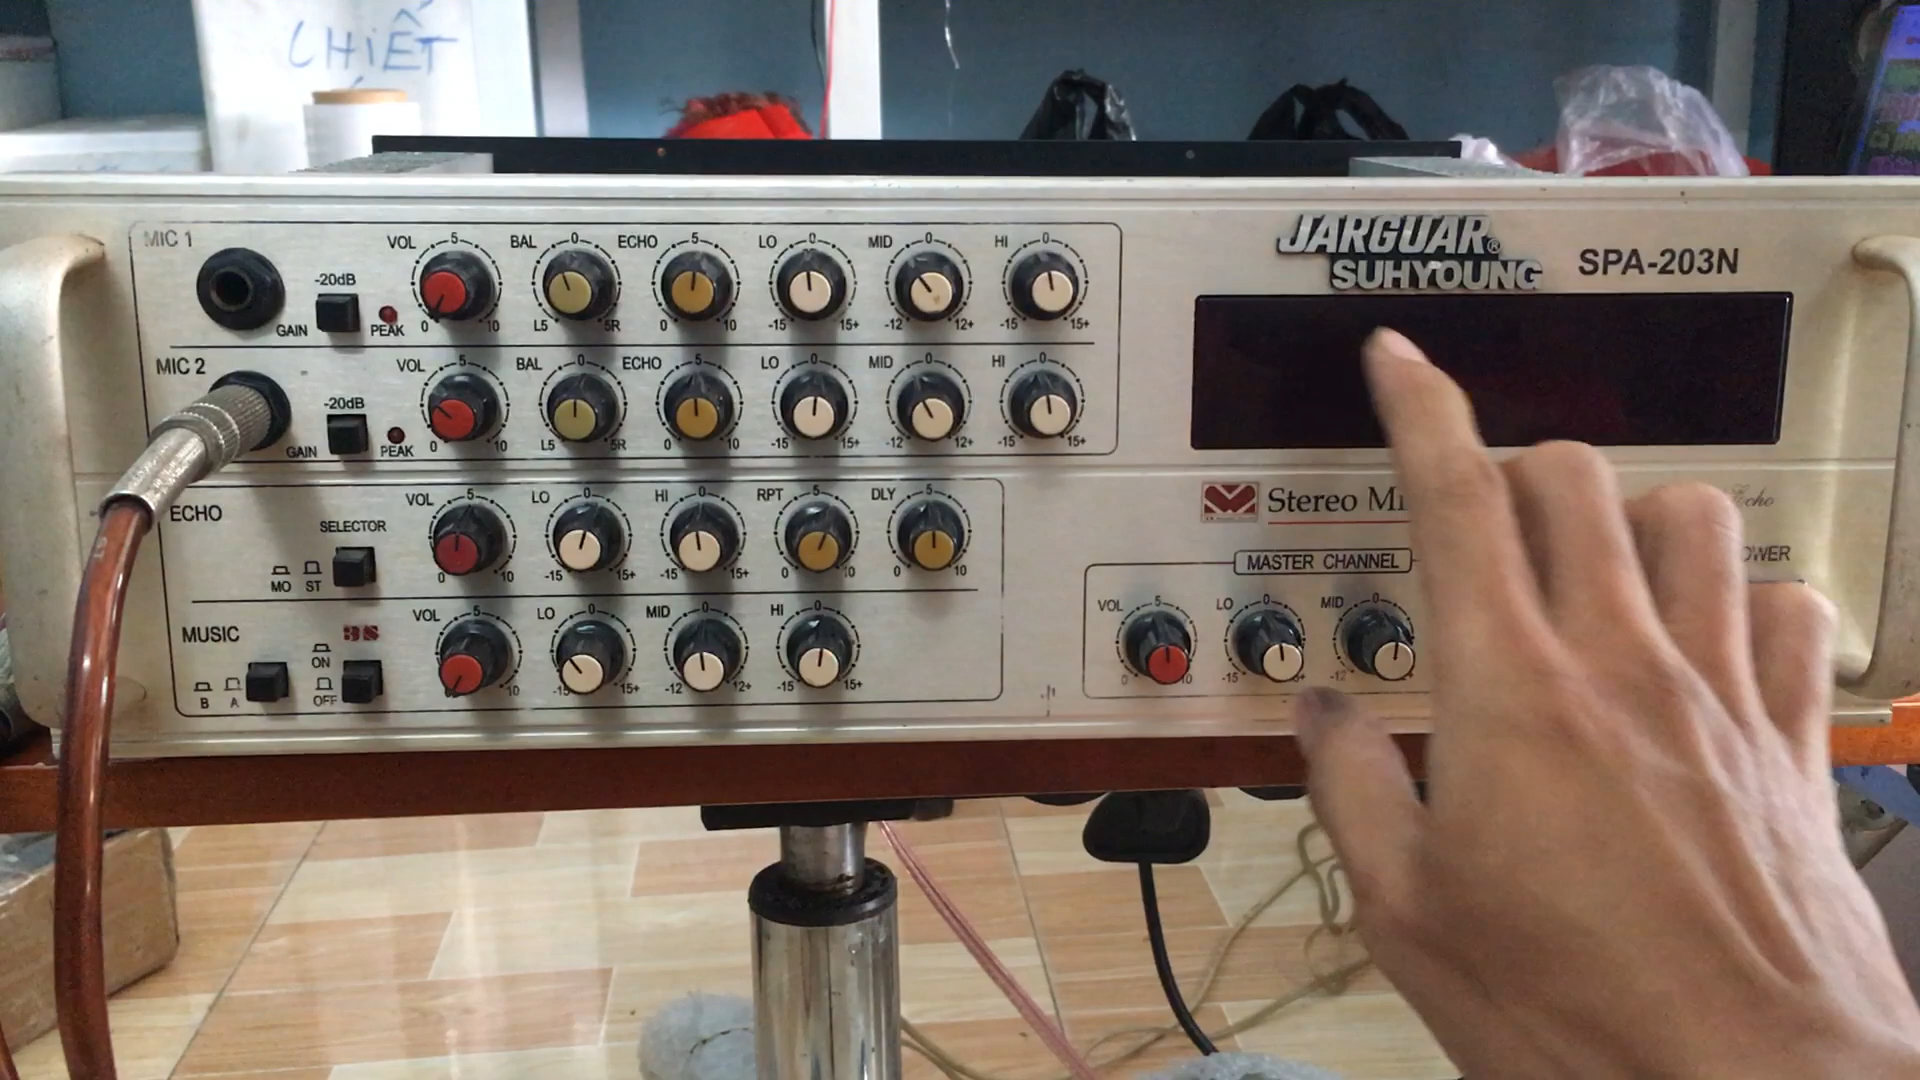 CHIẾT
JARGUAR®
SUHYOUNG
SPA-203N
MIC 1
-20dB
GAIN
PEAK
VOL 5 0 10
BAL 0 L5 5R
ECHO 5 0 10
LO 0 -15 15+
MID 0 -12 12+
HI 0 -15 15+
MIC 2
-20dB
GAIN
PEAK
VOL 5 0 10
BAL 0 L5 5R
ECHO 5 0 10
LO 0 -15 15+
MID 0 -12 12+
HI 0 -15 15+
ECHO
SELECTOR
MO ST
VOL 5 0 10
LO 0 -15 15+
HI 0 -15 15+
RPT 5 0 10
DLY 5 0 10
Stereo
Echo
MUSIC
B A
ON
OFF
VOL 5 10
LO 0 -15 15+
MID 0 -12 12+
HI 0 -15 15+
MASTER CHANNEL
VOL 5 0 10
LO 0 -15
MID 0 -12